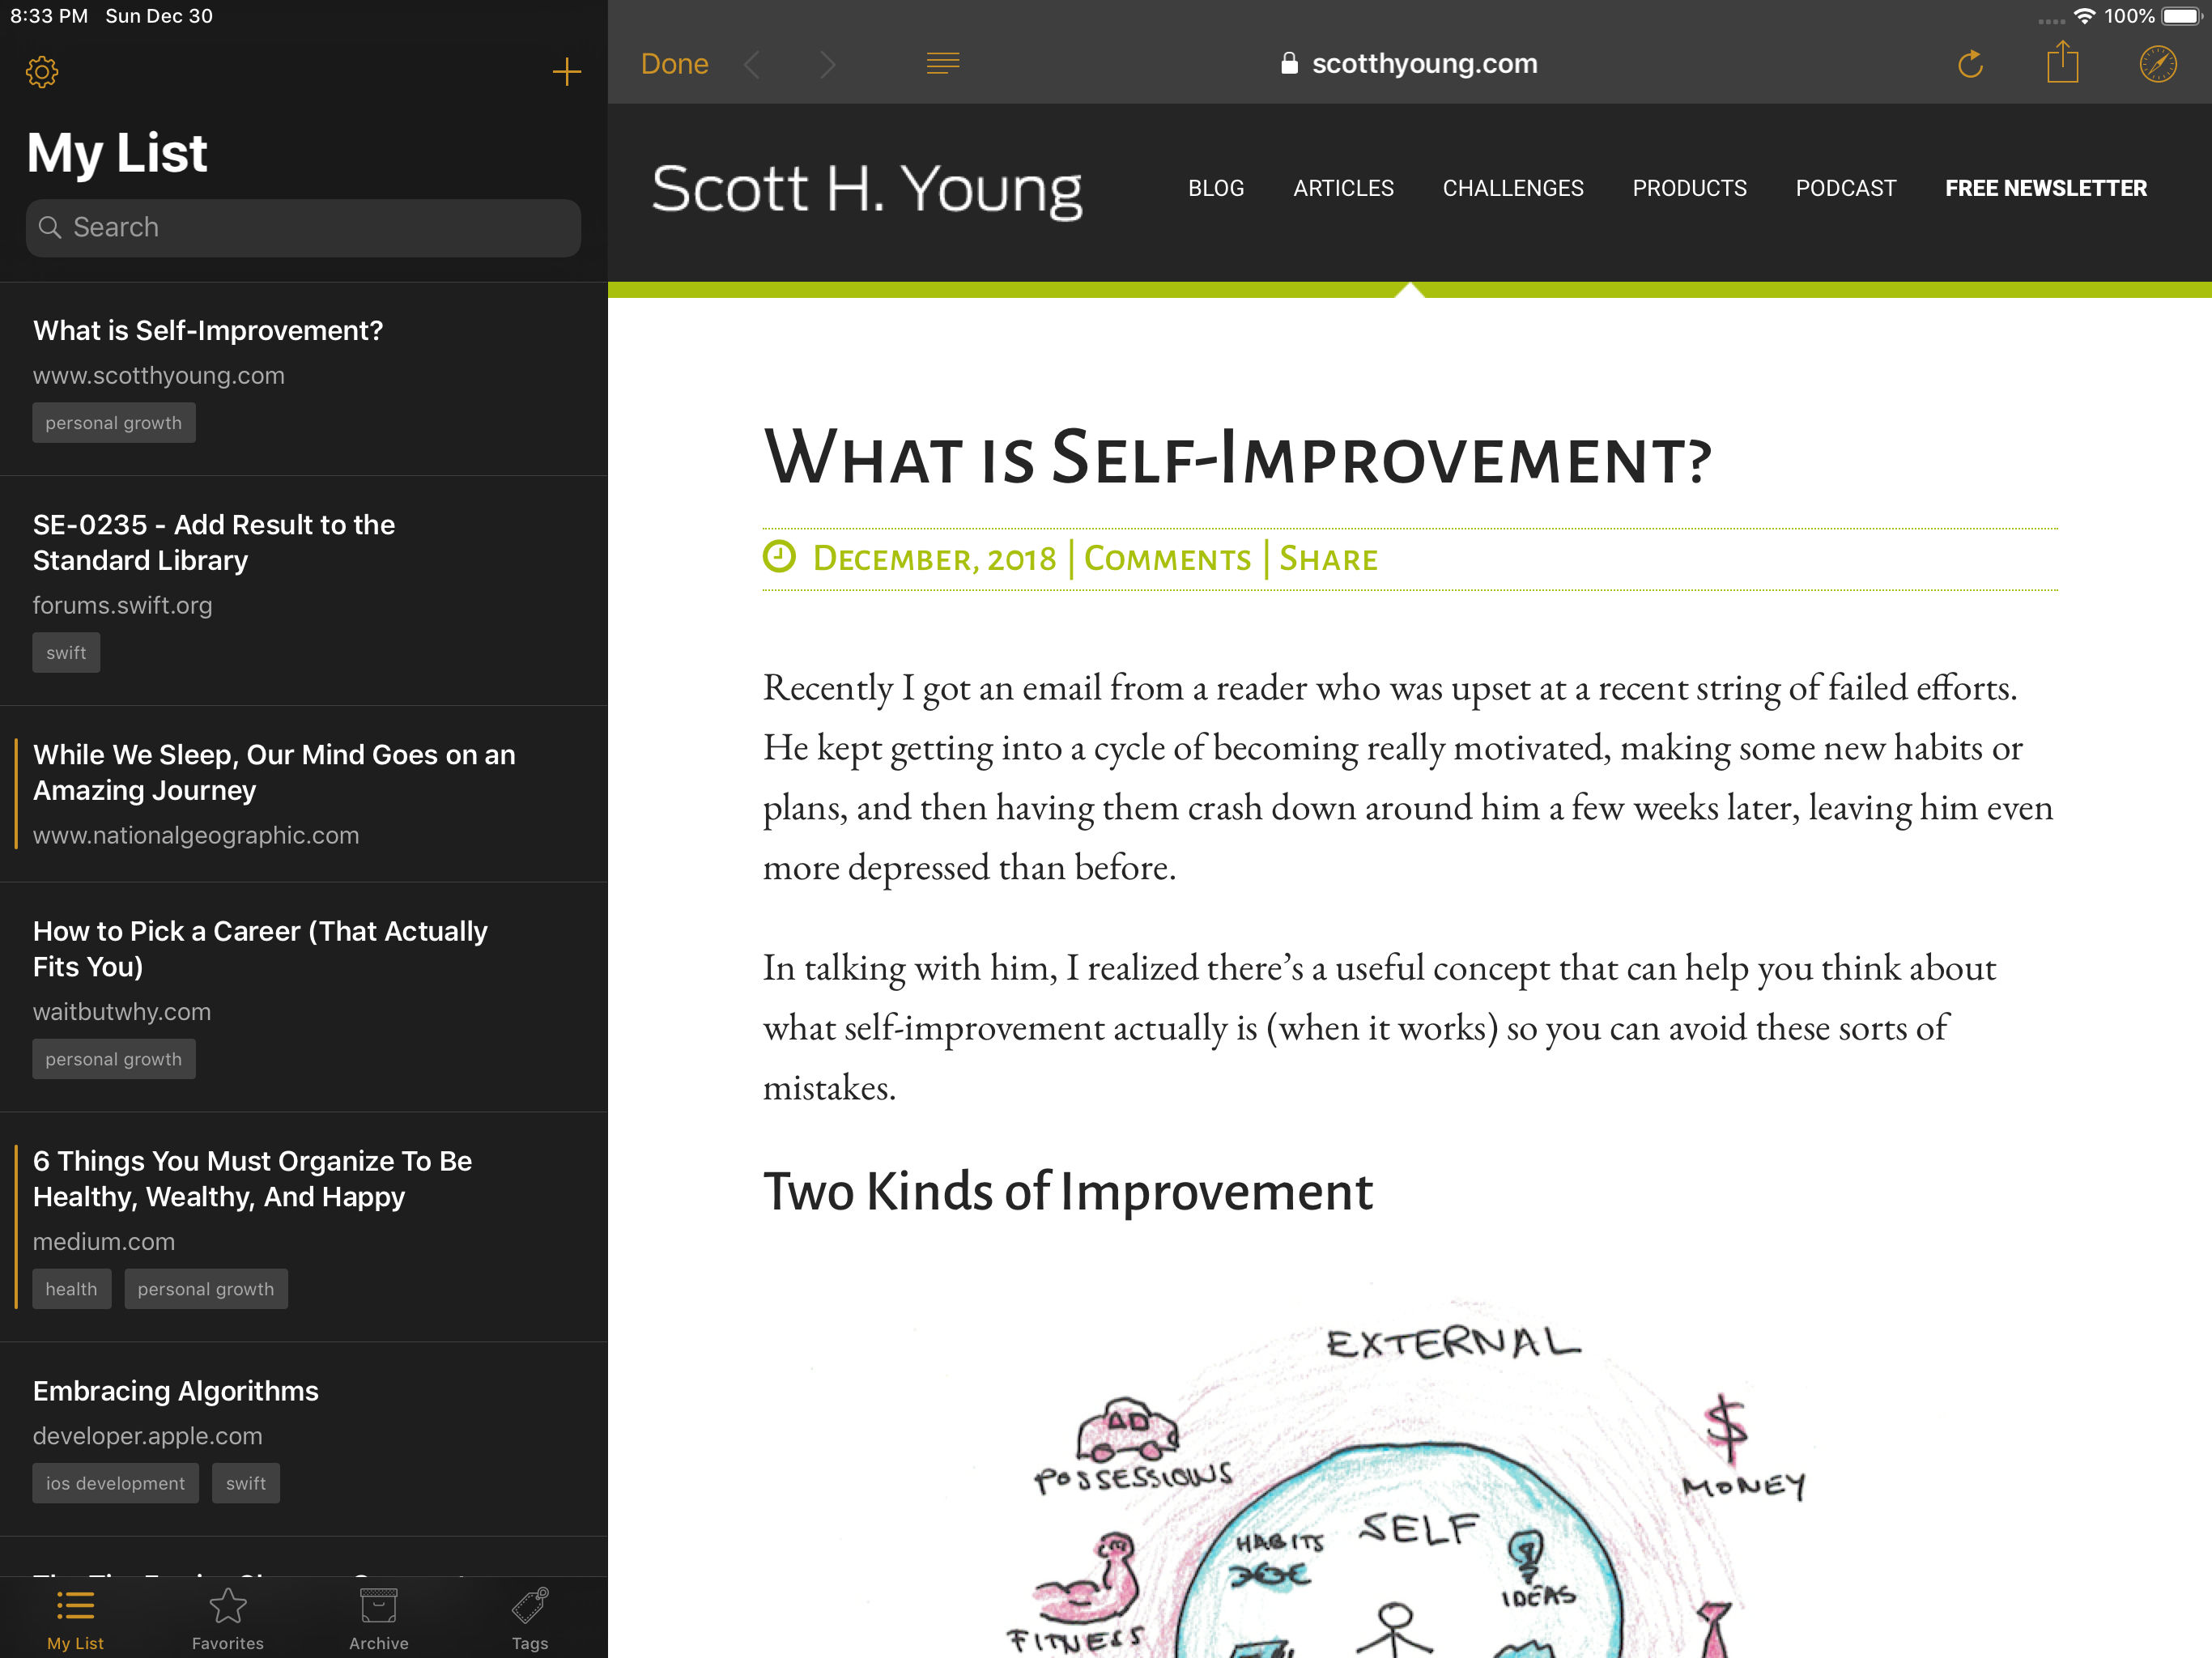 8:33 PM Sun Dec 30
100%
My List
Search
What is Self-Improvement?
www.scotthyoung.com
personal growth
SE-0235 - Add Result to the
Standard Library
forums.swift.org
swift
While We Sleep, Our Mind Goes on an
Amazing Journey
www.nationalgeographic.com
How to Pick a Career (That Actually
Fits You)
waitbutwhy.com
personal growth
6 Things You Must Organize To Be
Healthy, Wealthy, And Happy
medium.com
health personal growth
Embracing Algorithms
developer.apple.com
ios development swift
My List Favorites Archive Tags
Done scotthyoung.com
Scott H. Young BLOG ARTICLES CHALLENGES PRODUCTS PODCAST FREE NEWSLETTER
What is Self-Improvement?
December, 2018 | Comments | Share
Recently I got an email from a reader who was upset at a recent string of failed efforts.
He kept getting into a cycle of becoming really motivated, making some new habits or
plans, and then having them crash down around him a few weeks later, leaving him even
more depressed than before.
In talking with him, I realized there’s a useful concept that can help you think about
what self-improvement actually is (when it works) so you can avoid these sorts of
mistakes.
Two Kinds of Improvement
EXTERNAL
POSSESSIONS
MONEY
SELF
HABITS
IDEAS
FITNESS